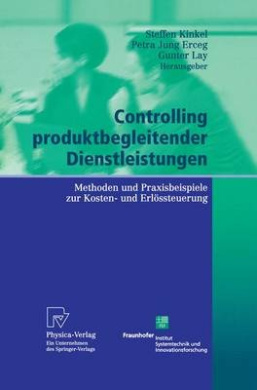 Steffen Kinkel
Petra Jung Erceg
Gunter Lay
Herausgeber
Controlling
produktbegleitender
Dienstleistungen
Methoden und Praxisbeispiele
zur Kosten- und Erlössteuerung
Physica-Verlag
Ein Unternehmen
des Springer-Verlags
Fraunhofer
Institut
Systemtechnik und
Innovationsforschung